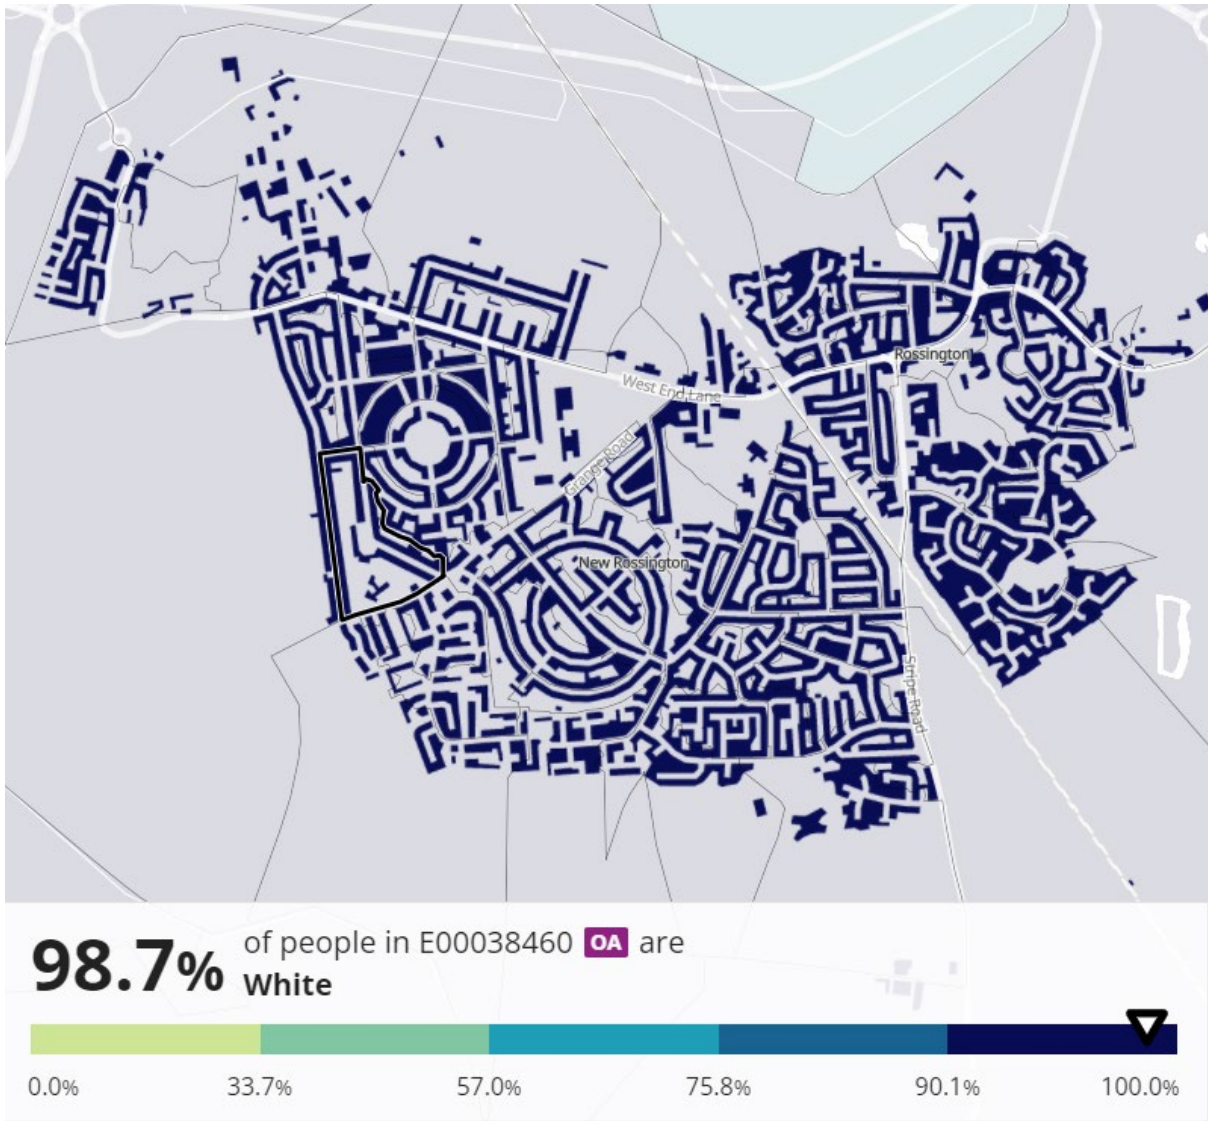 West End Lane
Rossington
Grange Road
New Rossington
Stripe Road
98.7%
of people in E00038460 OA are
White
0.0%
33.7%
57.0%
75.8%
90.1%
100.0%